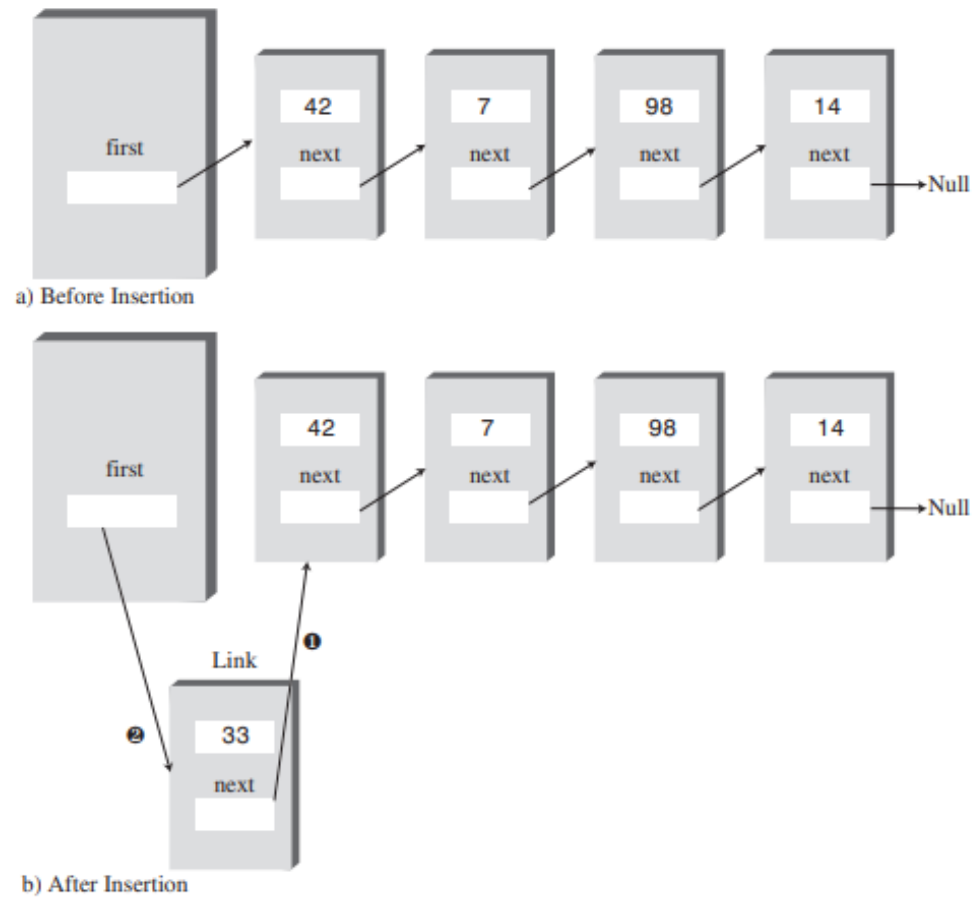 42 7 98 14
first next next next next
Null
a) Before Insertion
42 7 98 14
first next next next next
Null
❶
Link
❷ 33
next
b) After Insertion